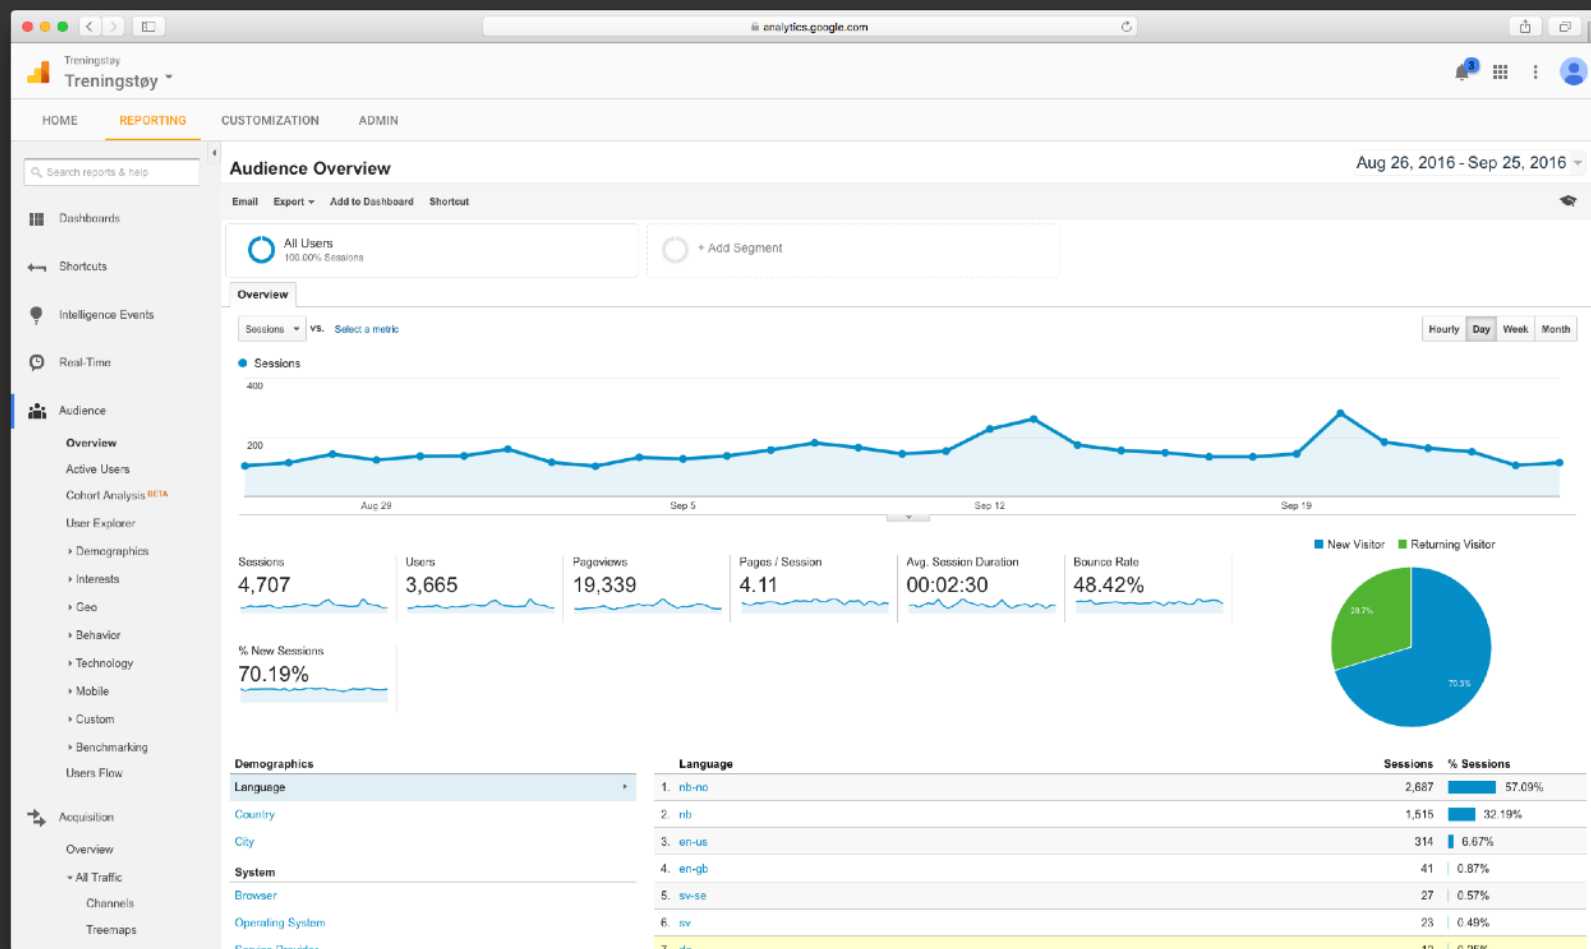 analytics.google.com
Treningstøy
Treningstøy
3
HOME REPORTING CUSTOMIZATION ADMIN
Search reports & help
Dashboards
Shortcuts
Intelligence Events
Real-Time
Audience
Overview
Active Users
Cohort Analysis BETA
User Explorer
Demographics
Interests
Geo
Behavior
Technology
Mobile
Custom
Benchmarking
Users Flow
Acquisition
Overview
All Traffic
Channels
Treemaps
Audience Overview
Aug 26, 2016 - Sep 25, 2016
Email Export Add to Dashboard Shortcut
All Users
100.00% Sessions
+ Add Segment
Overview
Sessions VS. Select a metric
Hourly Day Week Month
Sessions
400
200
Aug 29 Sep 5 Sep 12 Sep 19
New Visitor Returning Visitor
29.7%
70.3%
Sessions
4,707
Users
3,665
Pageviews
19,339
Pages / Session
4.11
Avg. Session Duration
00:02:30
Bounce Rate
48.42%
% New Sessions
70.19%
Demographics
Language
Country
City
System
Browser
Operating System
Service Provider
Language Sessions % Sessions
1. nb-no 2,687 57.09%
2. nb 1,515 32.19%
3. en-us 314 6.67%
4. en-gb 41 0.87%
5. sv-se 27 0.57%
6. sv 23 0.49%
7.